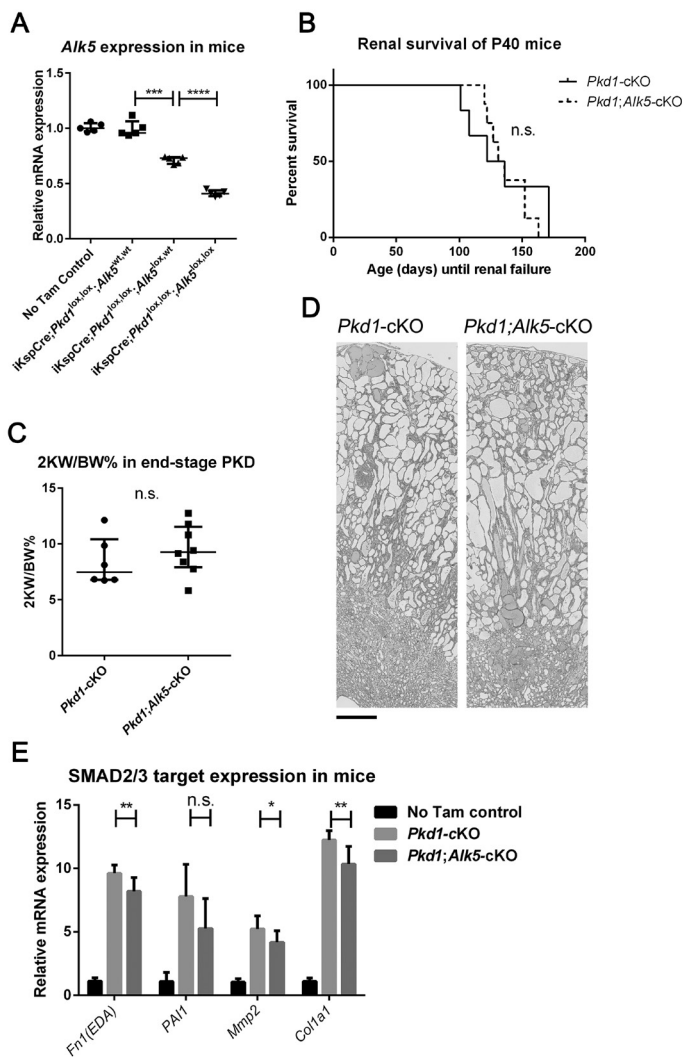 A
Alk5 expression in mice
Relative mRNA expression
1.5
1.0
0.5
0.0
***
****
No Tam Control
iKspCre;Pkd1lox,lox;Alk5wt,wt
iKspCre;Pkd1lox,lox;Alk5lox,wt
iKspCre;Pkd1lox,lox;Alk5lox,lox
B
Renal survival of P40 mice
Percent survival
100
50
0
0
50
100
150
200
Age (days) until renal failure
n.s.
Pkd1-cKO
Pkd1;Alk5-cKO
C
2KW/BW% in end-stage PKD
n.s.
2KW/BW%
15
10
5
0
Pkd1-cKO
Pkd1;Alk5-cKO
D
Pkd1-cKO
Pkd1;Alk5-cKO
E
SMAD2/3 target expression in mice
Relative mRNA expression
15
10
5
0
**
n.s.
*
**
No Tam control
Pkd1-cKO
Pkd1;Alk5-cKO
Fn1(EDA)
PAI1
Mmp2
Col1a1